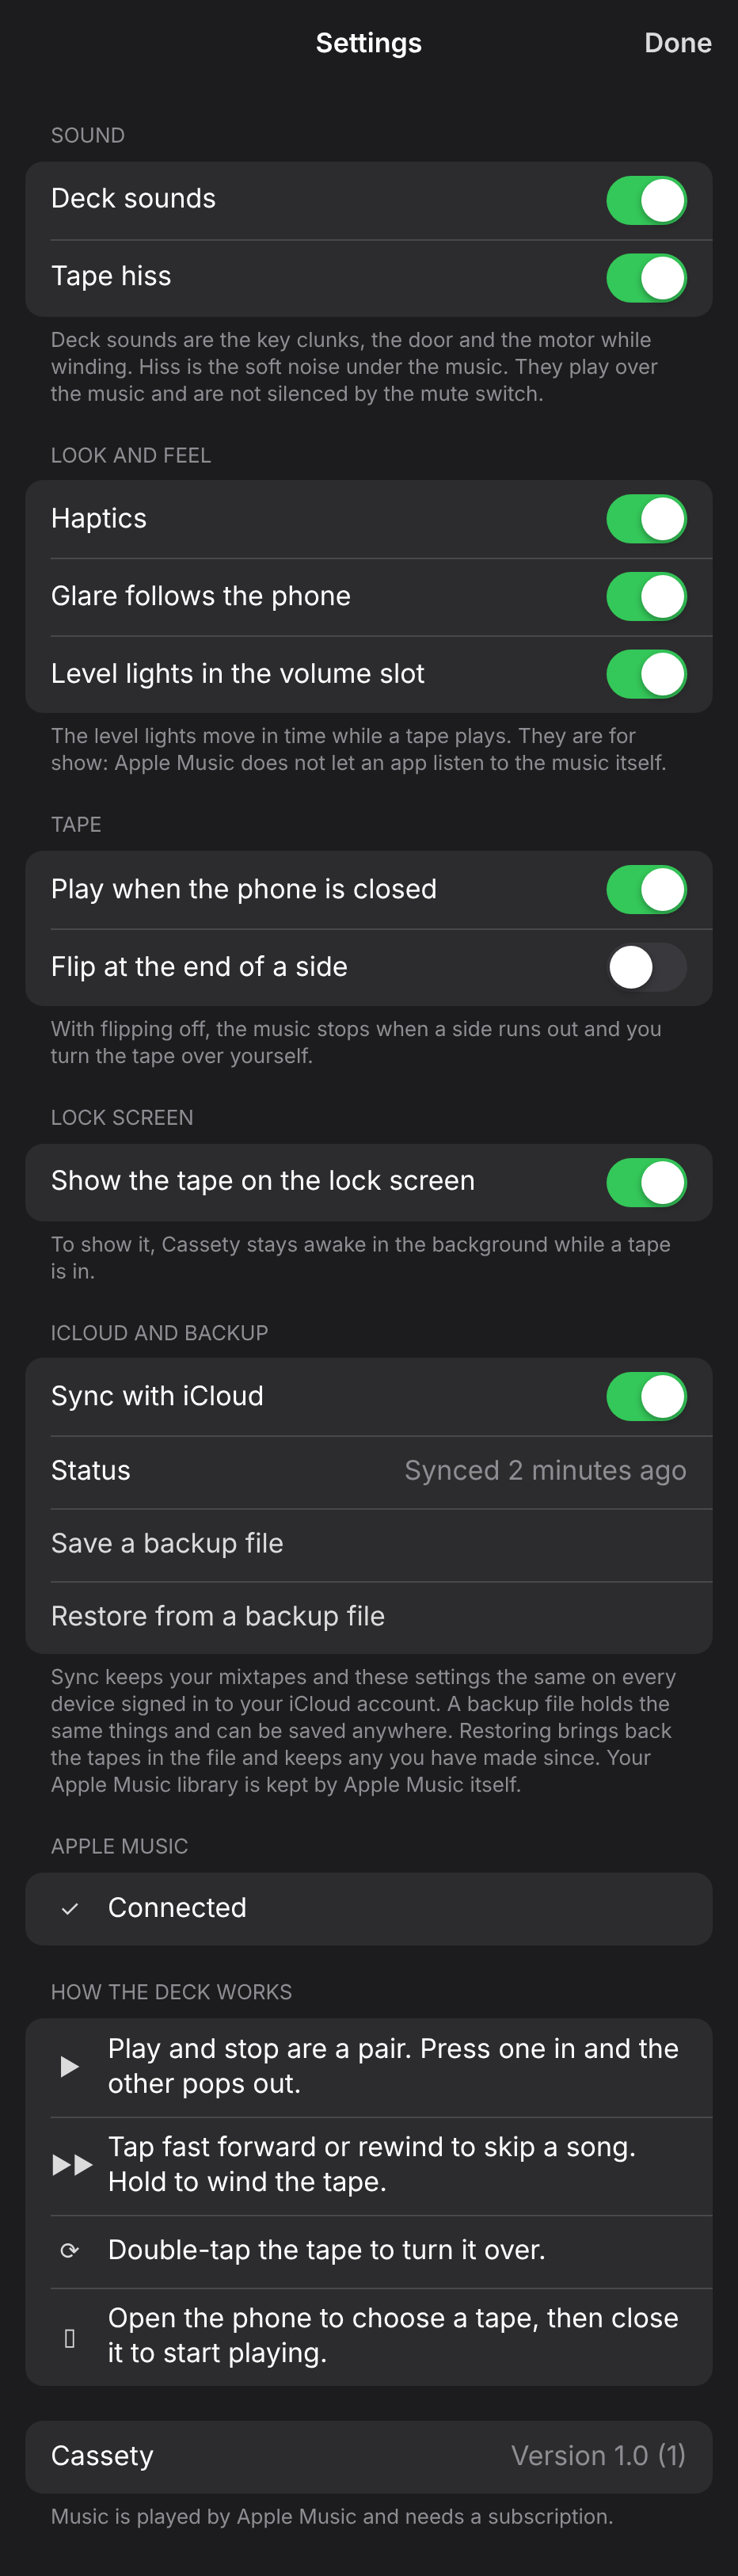 Settings
Done
SOUND
Deck sounds
Tape hiss
Deck sounds are the key clunks, the door and the motor while
winding. Hiss is the soft noise under the music. They play over
the music and are not silenced by the mute switch.
LOOK AND FEEL
Haptics
Glare follows the phone
Level lights in the volume slot
The level lights move in time while a tape plays. They are for
show: Apple Music does not let an app listen to the music itself.
TAPE
Play when the phone is closed
Flip at the end of a side
With flipping off, the music stops when a side runs out and you
turn the tape over yourself.
LOCK SCREEN
Show the tape on the lock screen
To show it, Cassety stays awake in the background while a tape
is in.
ICLOUD AND BACKUP
Sync with iCloud
Status
Synced 2 minutes ago
Save a backup file
Restore from a backup file
Sync keeps your mixtapes and these settings the same on every
device signed in to your iCloud account. A backup file holds the
same things and can be saved anywhere. Restoring brings back
the tapes in the file and keeps any you have made since. Your
Apple Music library is kept by Apple Music itself.
APPLE MUSIC
Connected
HOW THE DECK WORKS
Play and stop are a pair. Press one in and the
other pops out.
Tap fast forward or rewind to skip a song.
Hold to wind the tape.
Double-tap the tape to turn it over.
Open the phone to choose a tape, then close
it to start playing.
Cassety
Version 1.0 (1)
Music is played by Apple Music and needs a subscription.